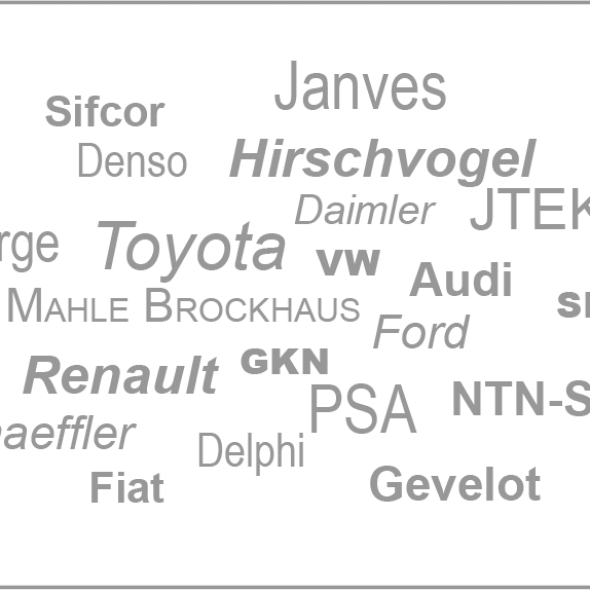 Janves
Sifcor
Denso Hirschvogel
Daimler JTEK
rge Toyota vw Audi
MAHLE BROCKHAUS Ford
Renault GKN
PSA NTN-S
aeffler Delphi
Fiat Gevelot